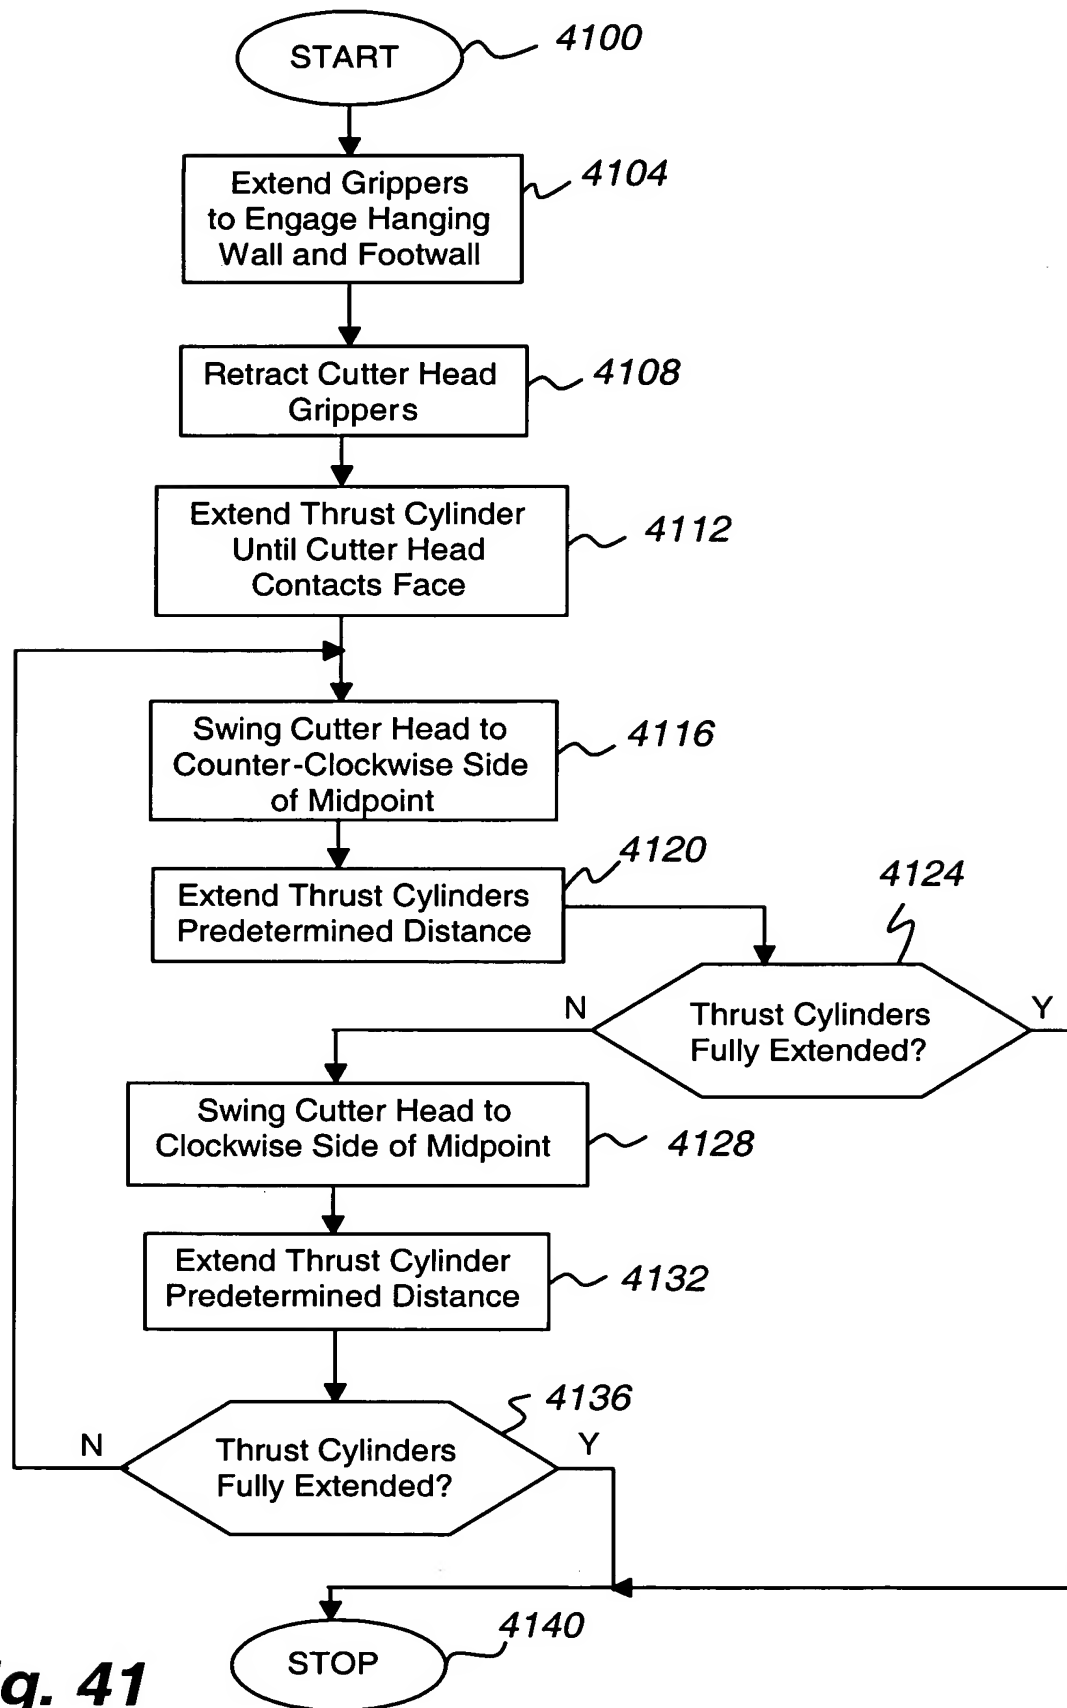 START
4100
Extend Grippers
to Engage Hanging
Wall and Footwall
4104
Retract Cutter Head
Grippers
4108
Extend Thrust Cylinder
Until Cutter Head
Contacts Face
4112
Swing Cutter Head to
Counter-Clockwise Side
of Midpoint
4116
Extend Thrust Cylinders
Predetermined Distance
4120
4124
Thrust Cylinders
Fully Extended?
N
Y
Swing Cutter Head to
Clockwise Side of Midpoint
4128
Extend Thrust Cylinder
Predetermined Distance
4132
4136
Thrust Cylinders
Fully Extended?
N
Y
STOP
4140
g. 41